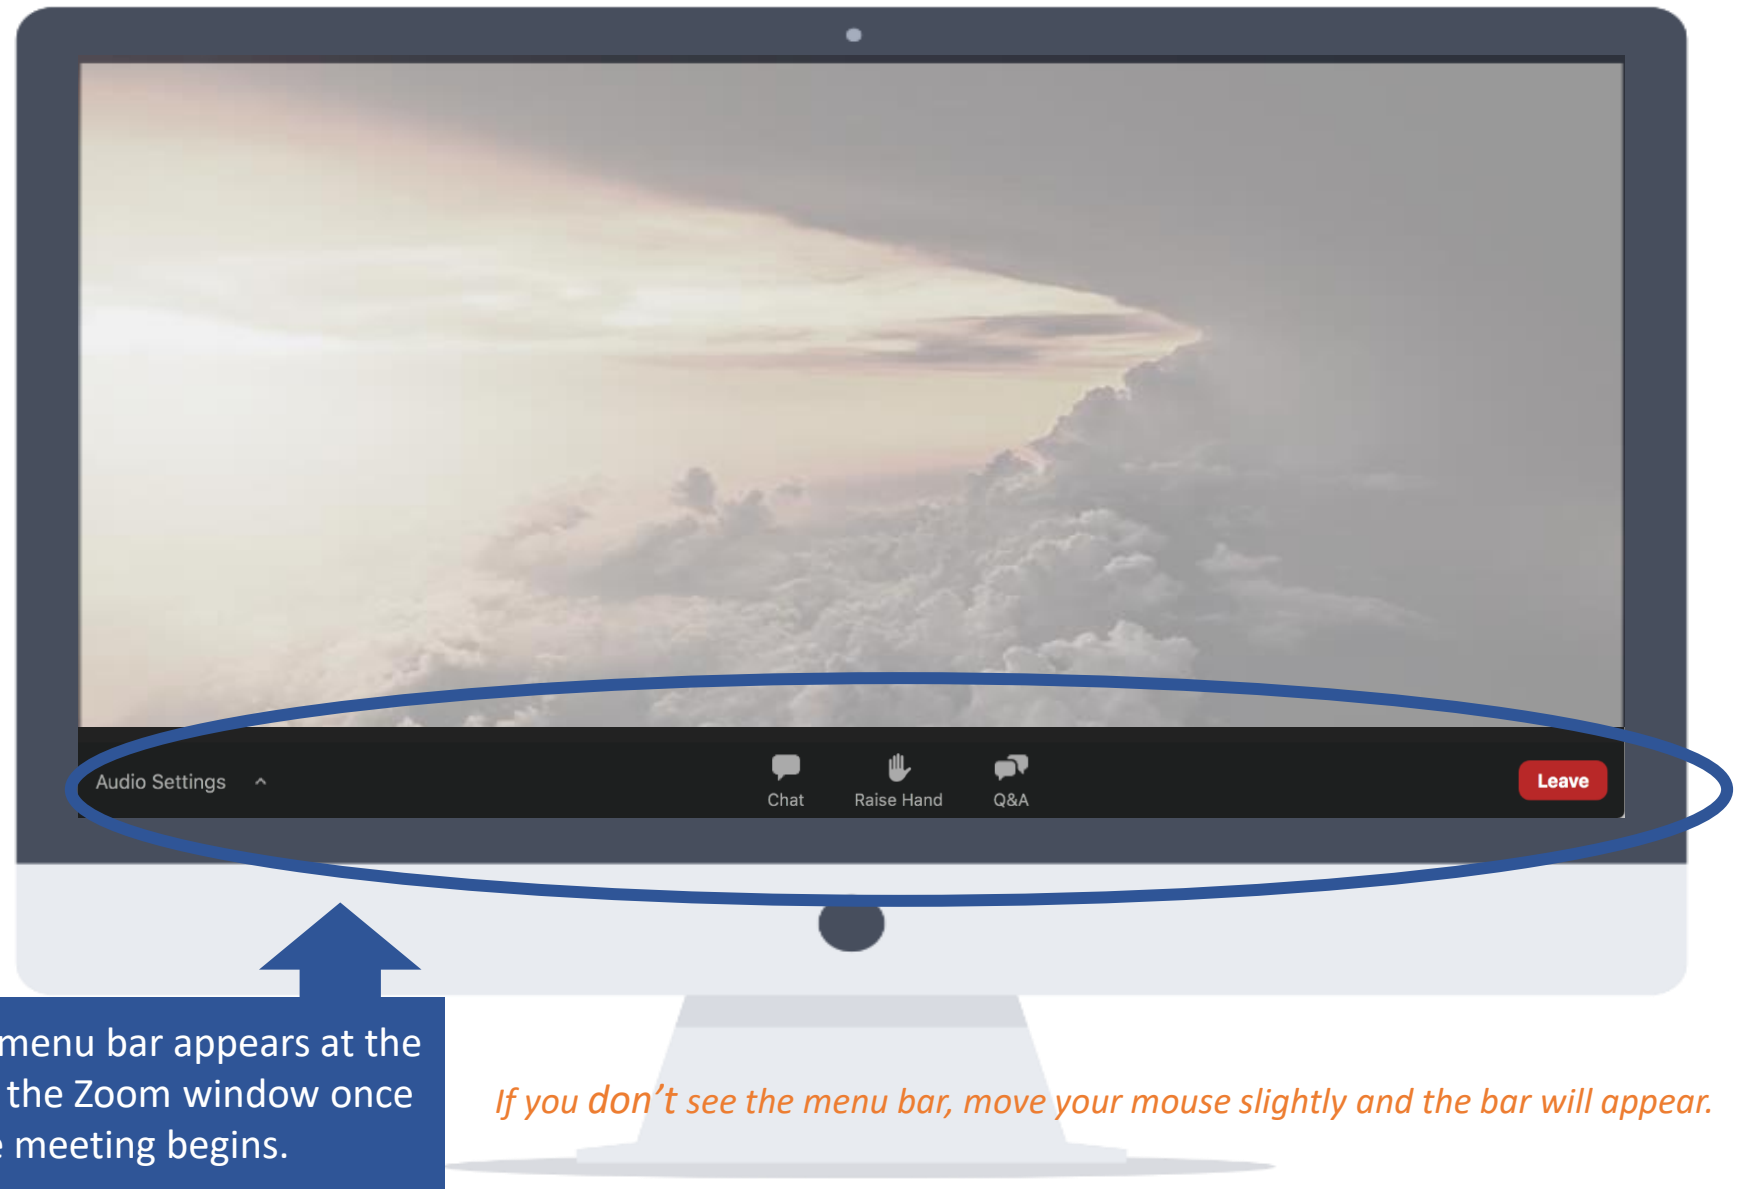 Audio Settings
Chat
Raise Hand
Q&A
Leave
menu bar appears at the
the Zoom window once
meeting begins.
If you don't see the menu bar, move your mouse slightly and the bar will appear.